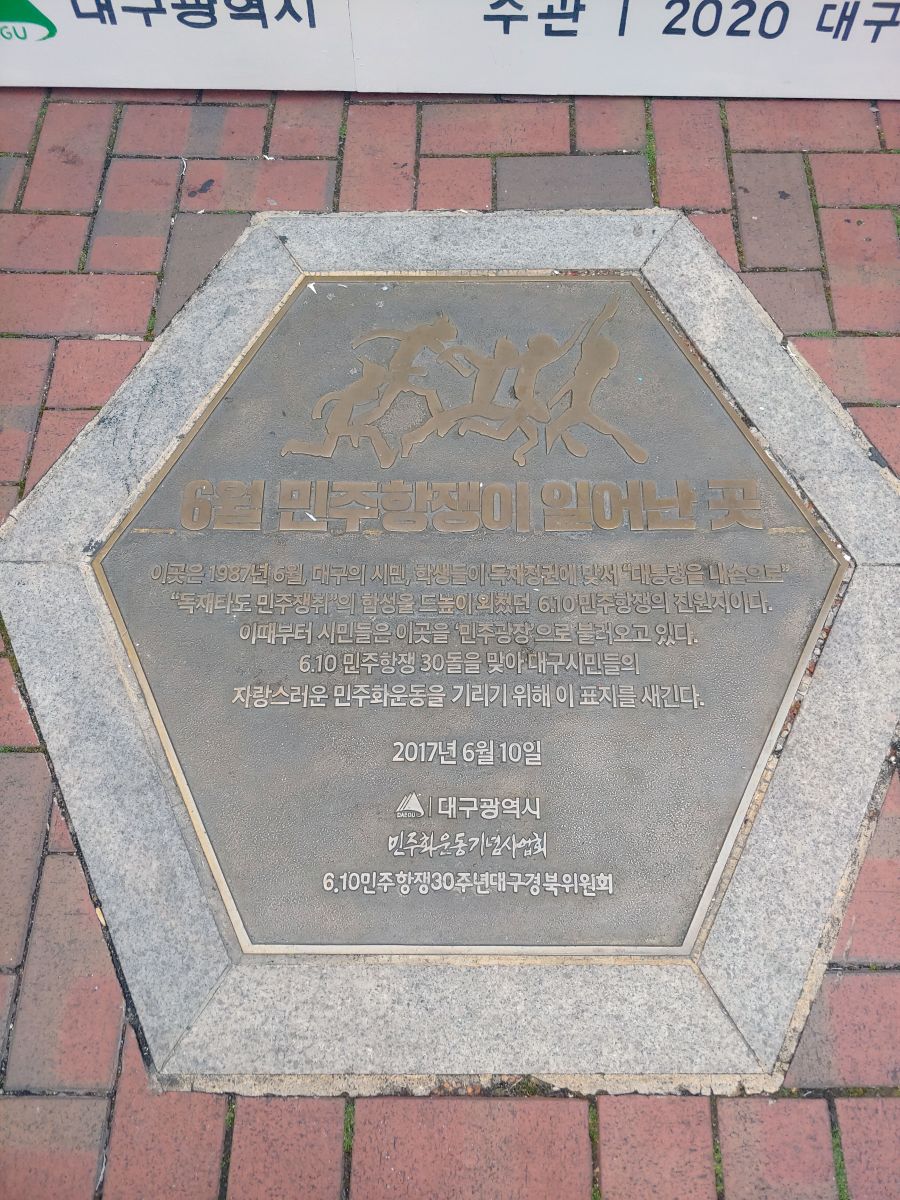 대구광역시
주관 | 2020 대구
GU
6월 민주항쟁이 일어난 곳
이곳은 1987년 6월, 대구의 시민, 학생들이 독재정권에 맞서 “대통령을 내손으로”
“독재타도 민주쟁취”의 함성을 드높이 외쳤던 6.10민주항쟁의 진원지이다.
이때부터 시민들은 이곳을 ‘민주광장’으로 불러오고 있다.
6.10 민주항쟁 30돌을 맞아 대구시민들의
자랑스러운 민주화운동을 기리기 위해 이 표지를 새긴다.
2017년 6월 10일
DAEGU | 대구광역시
민주화운동기념사업회
6.10민주항쟁30주년대구경북위원회